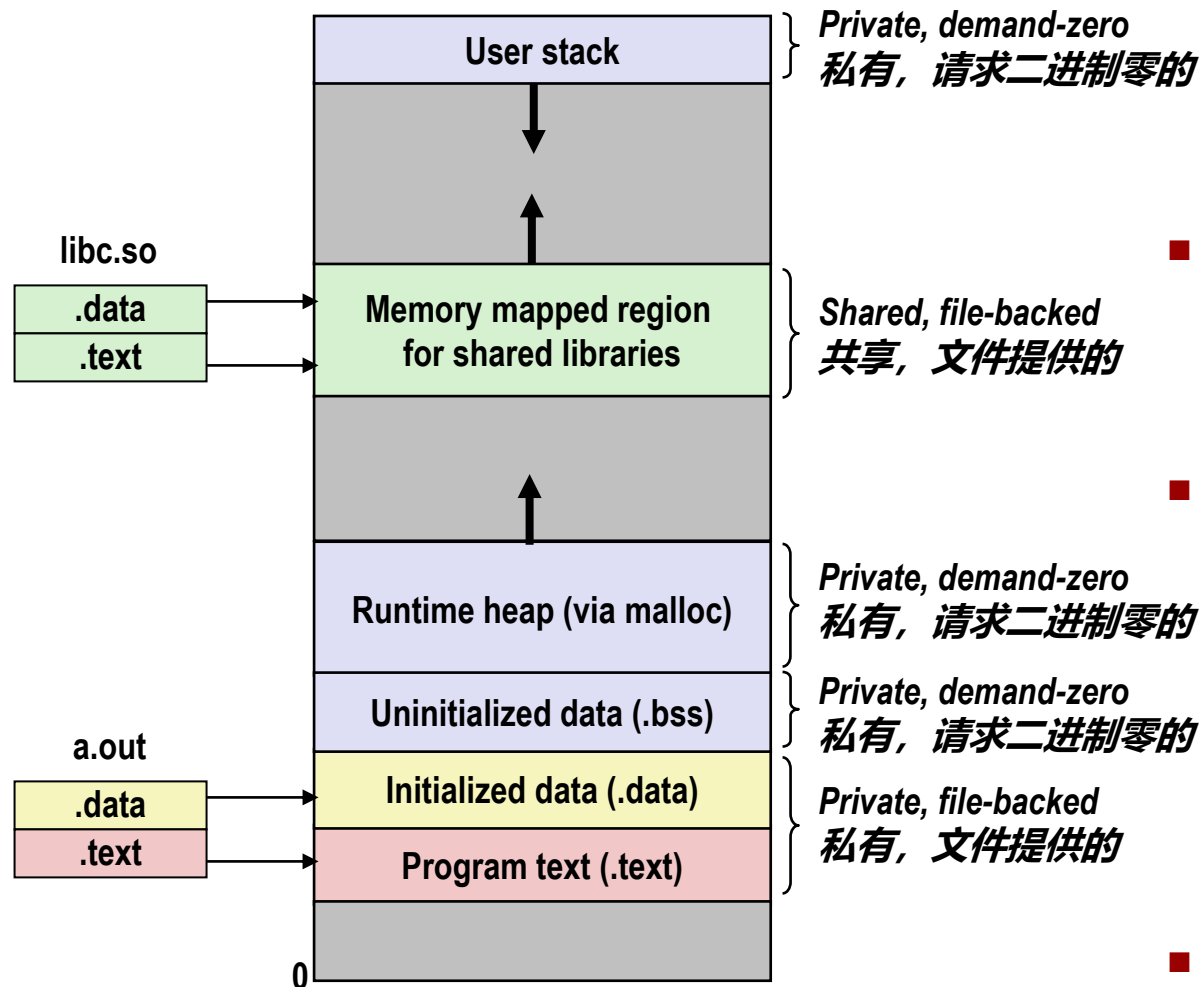 User stack
Private, demand-zero
私有，请求二进制零的
libc.so
.data
.text
Memory mapped region
for shared libraries
Shared, file-backed
共享，文件提供的
Runtime heap (via malloc)
Private, demand-zero
私有，请求二进制零的
Uninitialized data (.bss)
Private, demand-zero
私有，请求二进制零的
a.out
.data
.text
Initialized data (.data)
Program text (.text)
Private, file-backed
私有，文件提供的
0